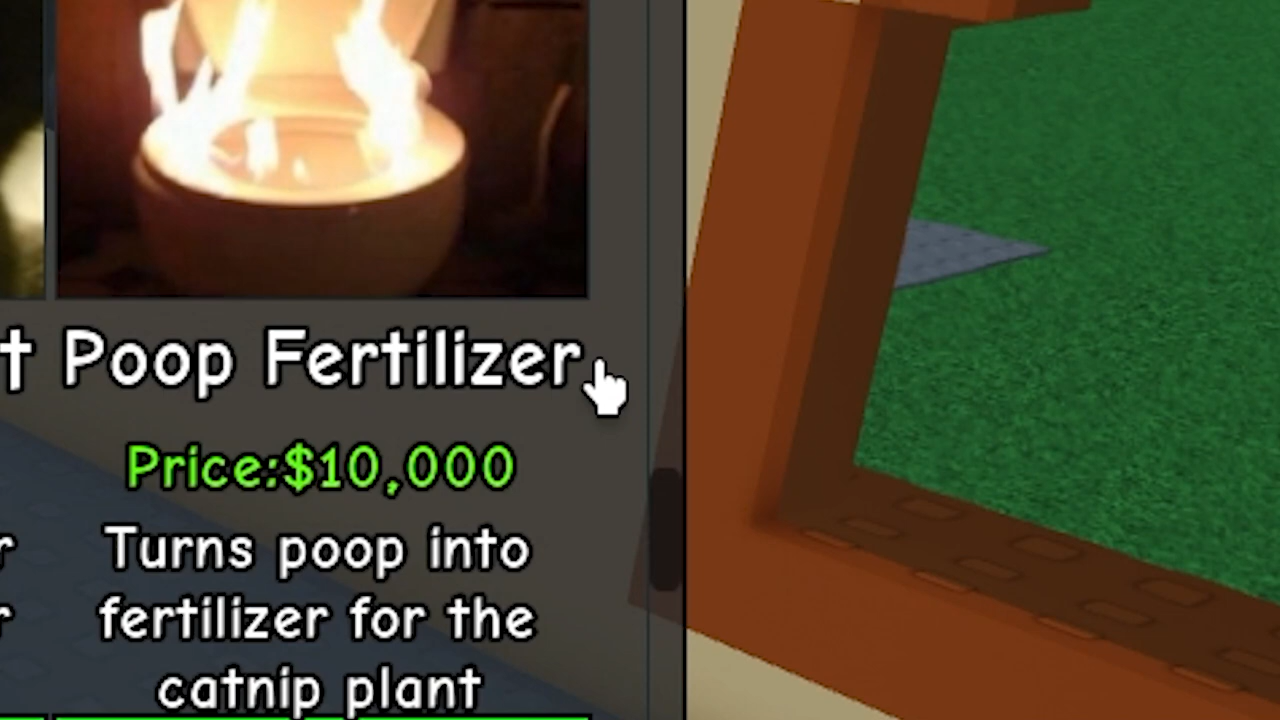 t Poop Fertilizer
Price:$10,000
r Turns poop into
r fertilizer for the
catnip plant